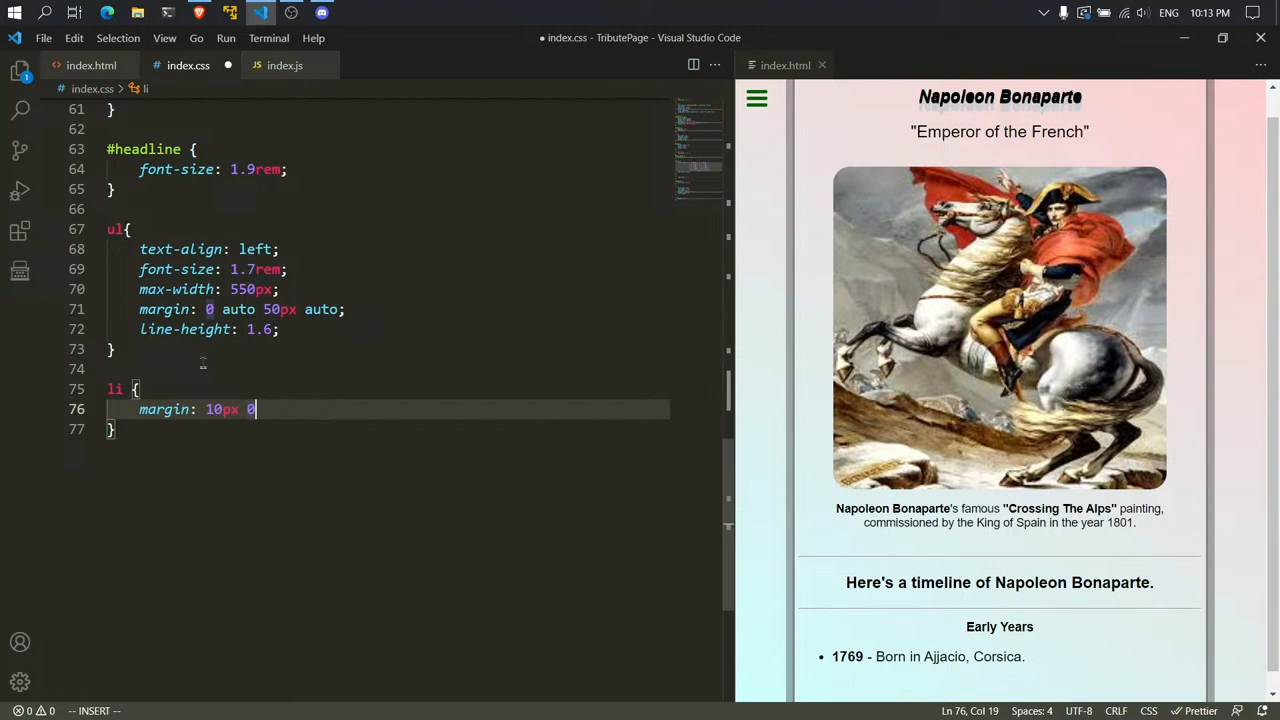 ENG 10:13 PM
File Edit Selection View Go Run Terminal Help
● index.css - TributePage - Visual Studio Code
index.html index.css ● index.js
index.html
index.css > li
61 }
62
63 #headline {
64 font-size: 1.9rem;
65 }
66
67 ul{
68 text-align: left;
69 font-size: 1.7rem;
70 max-width: 550px;
71 margin: 0 auto 50px auto;
72 line-height: 1.6;
73 }
74
75 li {
76 margin: 10px 0
77 }
1
Napoleon Bonaparte
"Emperor of the French"
Napoleon Bonaparte's famous "Crossing The Alps" painting,
commissioned by the King of Spain in the year 1801.
Here's a timeline of Napoleon Bonaparte.
Early Years
• 1769 - Born in Ajjacio, Corsica.
0 0 -- INSERT --
Ln 76, Col 19 Spaces: 4 UTF-8 CRLF CSS Prettier